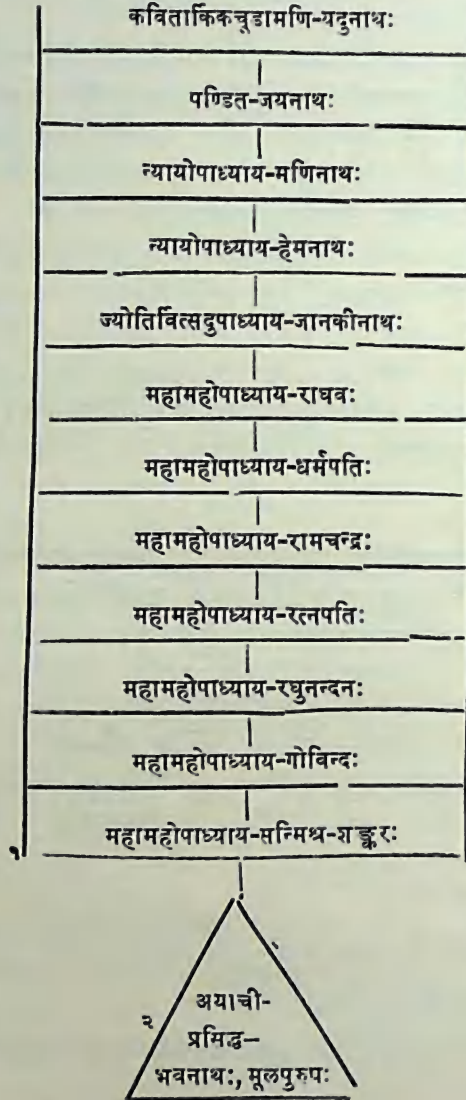 कवितार्किकचूडामणि-यदुनाथः
पण्डित-जयनाथः
न्यायोपाध्याय-मणिनाथः
न्यायोपाध्याय-हेमनाथः
ज्योतिर्वित्सदुपाध्याय-जानकीनाथः
महामहोपाध्याय-राघवः
महामहोपाध्याय-धर्मपतिः
महामहोपाध्याय-रामचन्द्रः
महामहोपाध्याय-रत्नपतिः
महामहोपाध्याय-रघुनन्दनः
महामहोपाध्याय-गोविन्दः
महामहोपाध्याय-सन्मिश्र-शङ्करः
१
२
अयाची-
प्रसिद्ध–
भवनाथः, मूलपुरुषः